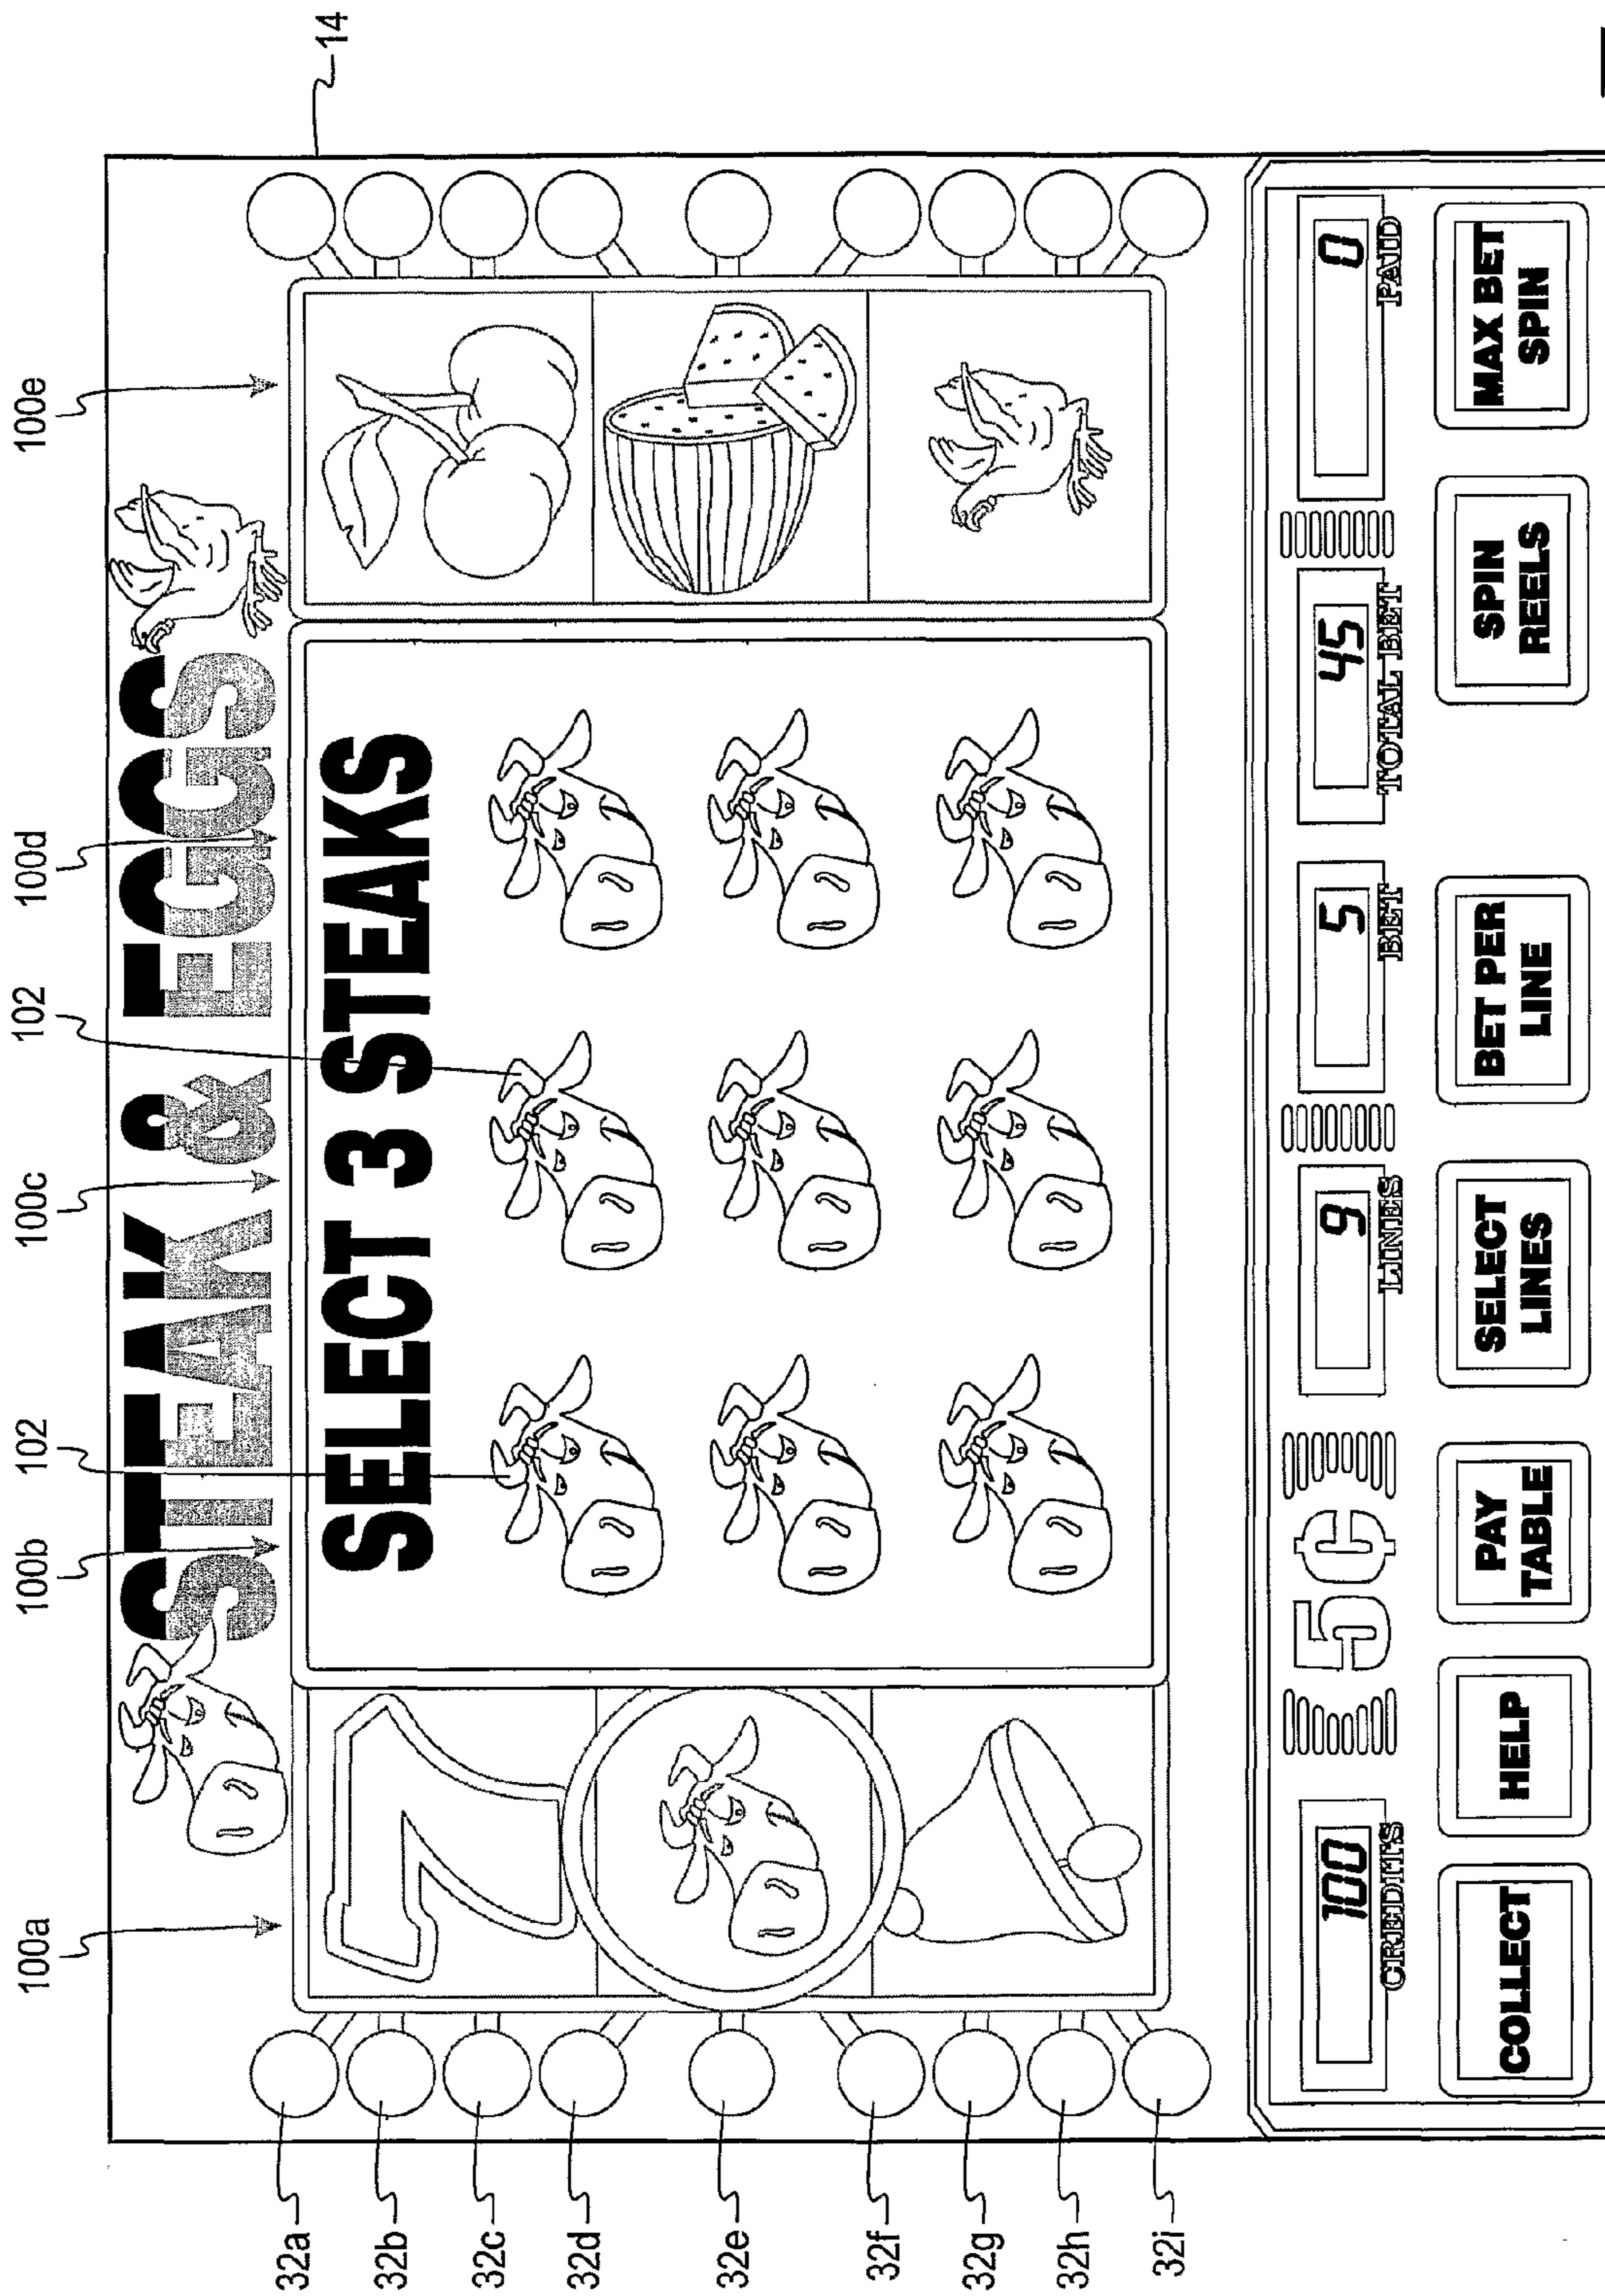 100a 100b 102 100c 102 100d 100e
14
STEAK & EGGS
SELECT 3 STEAKS
32a
32b
32c
32d
32e
32f
32g
32h
32i
100 5¢ 9 5 45 0
CREDITS LINES BET TOTAL BET PAID
COLLECT
HELP
PAY
TABLE
SELECT
LINES
BET PER
LINE
SPIN
REELS
MAX BET
SPIN